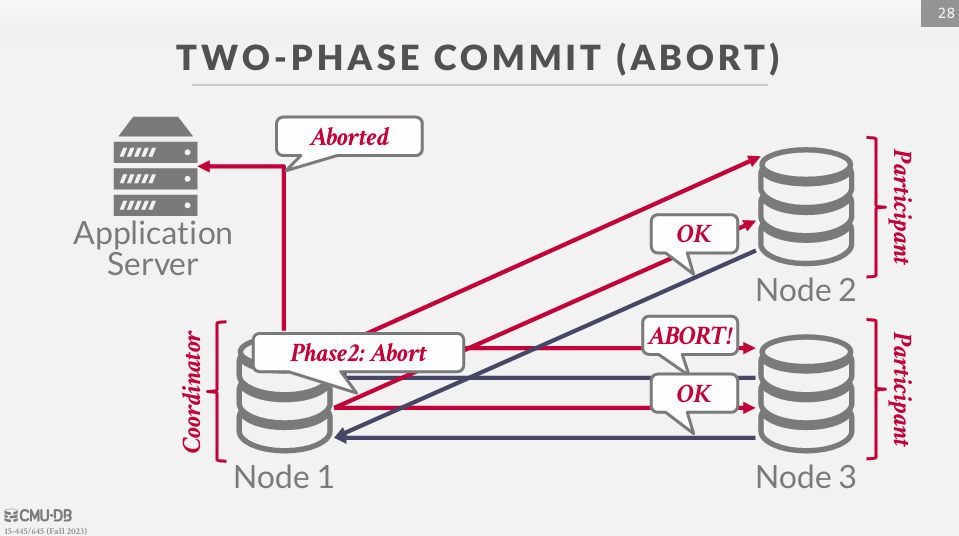 28
TWO-PHASE COMMIT (ABORT)
Aborted
Application
Server
OK
Participant
Node 2
Coordinator
Phase2: Abort
ABORT!
OK
Participant
Node 1
Node 3
CMU·DB
15-445/645 (Fall 2023)